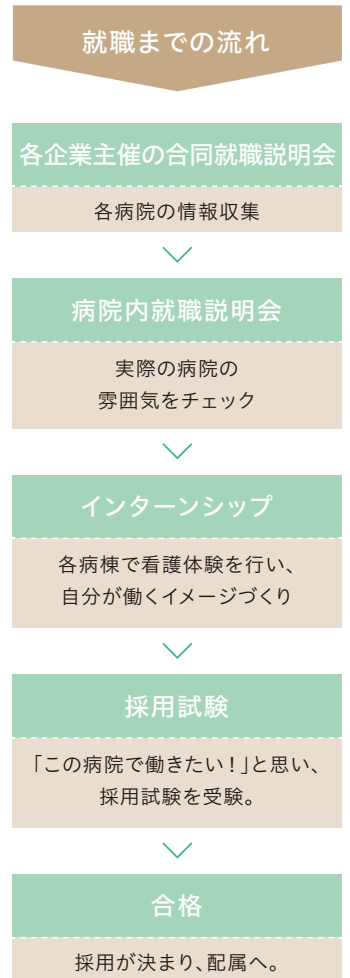 就職までの流れ
各企業主催の合同就職説明会
各病院の情報収集
病院内就職説明会
実際の病院の
雰囲気をチェック
インターンシップ
各病棟で看護体験を行い、
自分が働くイメージづくり
採用試験
「この病院で働きたい！」と思い、
採用試験を受験。
合格
採用が決まり、配属へ。